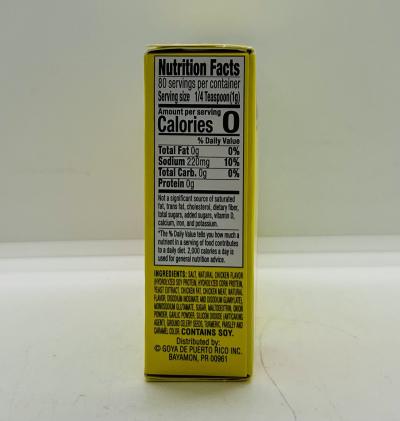 Nutrition Facts
80 servings per container
Serving size 1/4 Teaspoon(1g)
Amount per serving
Calories 0
% Daily Value
Total Fat 0g 0%
Sodium 220mg 10%
Total Carb. 0g 0%
Protein 0g
Not a significant source of saturated
fat, trans fat, cholesterol, dietary fiber,
total sugars, added sugars, vitamin D,
calcium, iron, and potassium.
*The % Daily Value tells you how much a
nutrient in a serving of food contributes
to a daily diet. 2,000 calories a day is
used for general nutrition advice.
INGREDIENTS: SALT, NATURAL CHICKEN FLAVOR
(HYDROLYZED SOY PROTEIN, HYDROLYZED CORN PROTEIN,
YEAST EXTRACT, CHICKEN FAT, CHICKEN MEAT, NATURAL
FLAVOR, DISODIUM INOSINATE, AND DISODIUM GUANYLATE),
MONOSODIUM GLUTAMATE, SUGAR, MALTODEXTRIN, ONION
POWDER, GARLIC POWDER, SILICON DIOXIDE (ANTICAKING
AGENT), GROUND CELERY SEEDS, TURMERIC, PARSLEY AND
CARAMEL COLOR. CONTAINS SOY.
Distributed by:
© GOYA DE PUERTO RICO INC.
BAYAMON, PR 00961